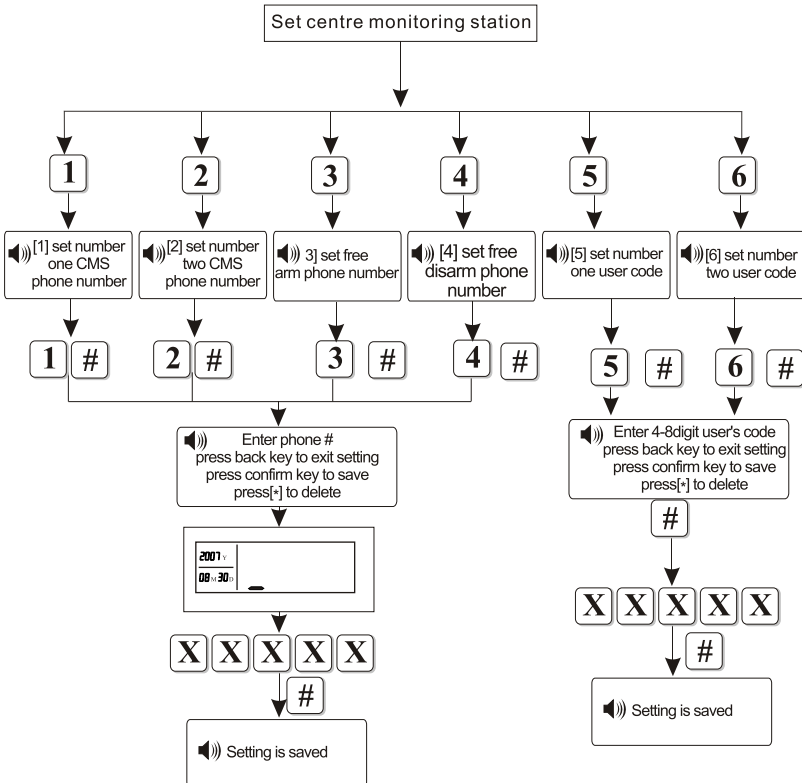 Set centre monitoring station
1 2 3 4 5 6
[1] set number
one CMS
phone number
[2] set number
two CMS
phone number
3] set free
arm phone number
[4] set free
disarm phone
number
[5] set number
one user code
[6] set number
two user code
1 # 2 # 3 # 4 # 5 # 6 #
Enter phone #
press back key to exit setting
press confirm key to save
press[*] to delete
2007 Y
08 M 30 D
X X X X X
#
Setting is saved
Enter 4-8digit user's code
press back key to exit setting
press confirm key to save
press[*] to delete
#
X X X X X
#
Setting is saved